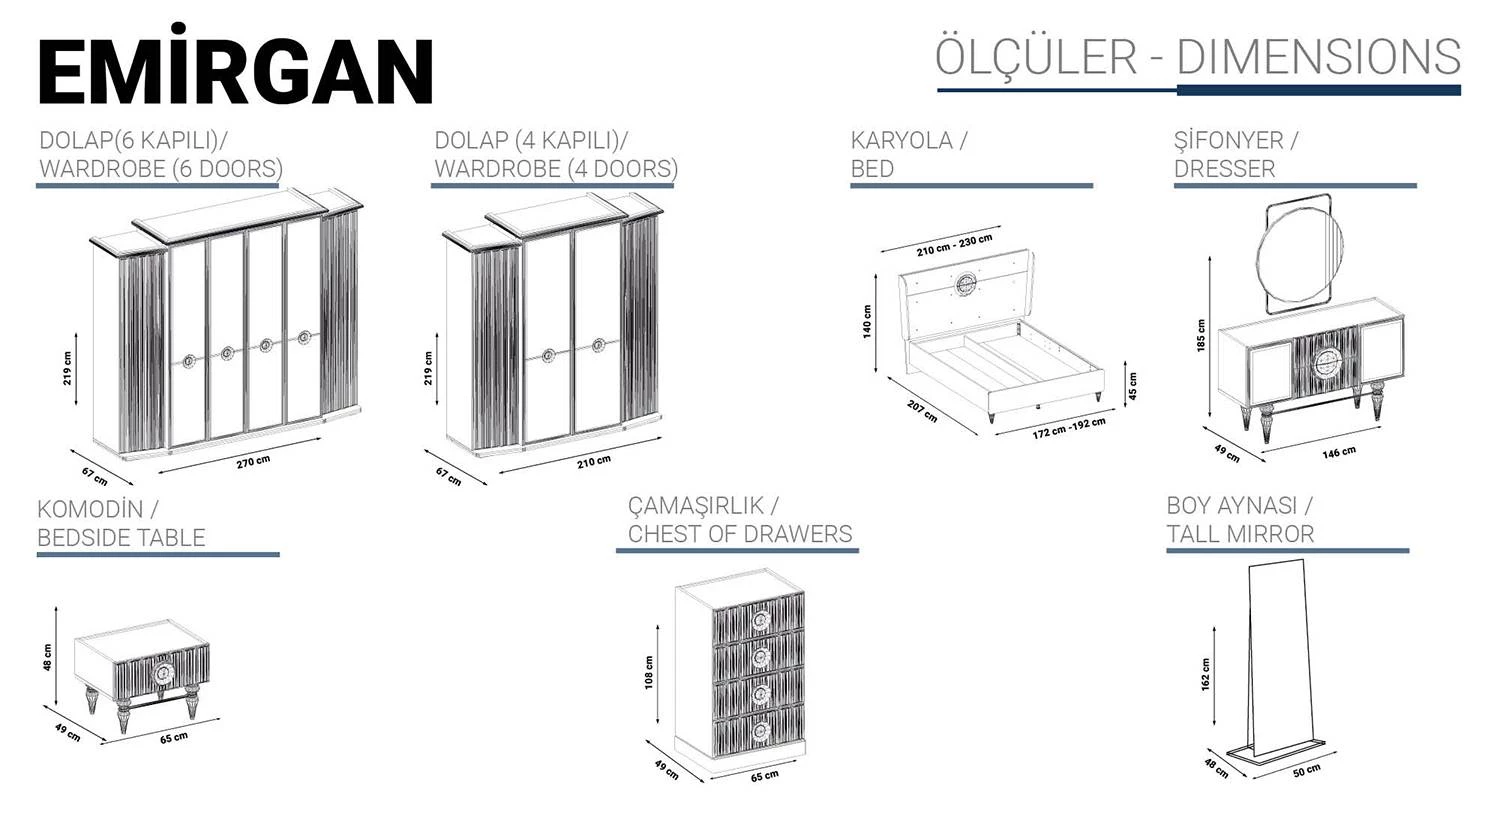 EMİRGAN
ÖLÇÜLER - DIMENSIONS
DOLAP(6 KAPILI)/
WARDROBE (6 DOORS)
219 cm
67 cm
270 cm
DOLAP (4 KAPILI)/
WARDROBE (4 DOORS)
219 cm
67 cm
210 cm
KARYOLA /
BED
210 cm - 230 cm
140 cm
207 cm
172 cm -192 cm
45 cm
ŞİFONYER /
DRESSER
185 cm
49 cm
146 cm
KOMODİN /
BEDSIDE TABLE
48 cm
49 cm
65 cm
ÇAMAŞIRLIK /
CHEST OF DRAWERS
108 cm
49 cm
65 cm
BOY AYNASI /
TALL MIRROR
162 cm
48 cm
50 cm